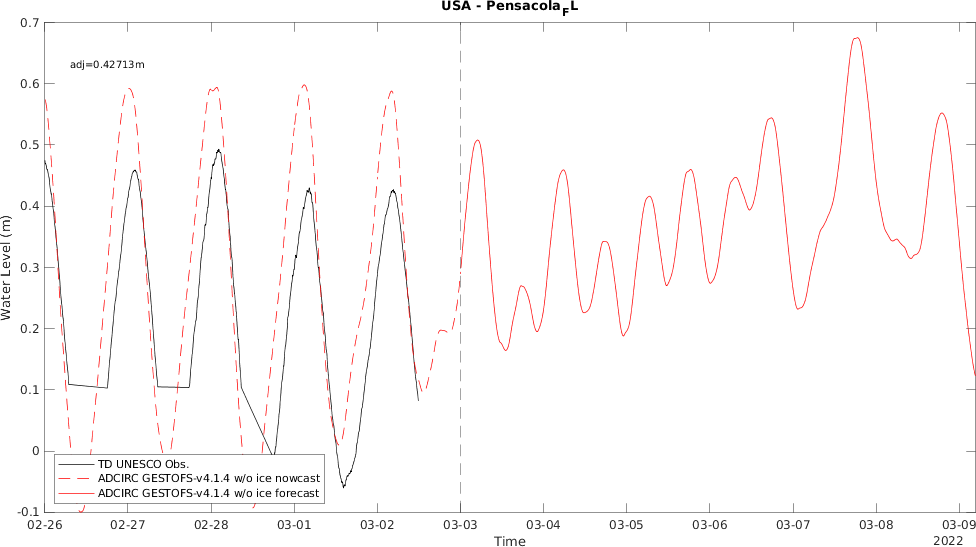 USA - Pensacola_FL
adj=0.42713m
0.7
0.6
0.5
0.4
0.3
0.2
0.1
0
-0.1
Water Level (m)
TD UNESCO Obs.
ADCIRC GESTOFS-v4.1.4 w/o ice nowcast
ADCIRC GESTOFS-v4.1.4 w/o ice forecast
02-26 02-27 02-28 03-01 03-02 03-03 03-04 03-05 03-06 03-07 03-08 03-09
Time
2022